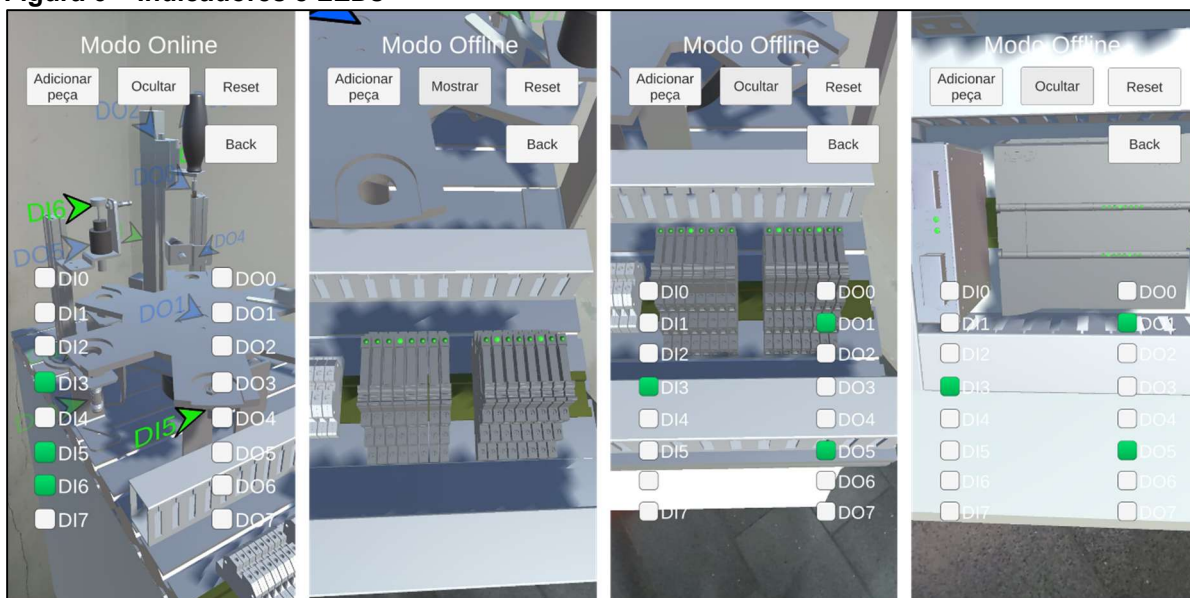 Modo Online
Adicionar peça
Ocultar
Reset
Back
DO2
DI6
DO4
DO1
DI5
DI0
DI1
DI2
DI3
DI4
DI5
DI6
DI7
DO0
DO1
DO2
DO3
DO4
DO5
DO6
DO7
Modo Offline
Adicionar peça
Mostrar
Reset
Back
Modo Offline
Adicionar peça
Ocultar
Reset
Back
DI0
DI1
DI2
DI3
DI4
DI5
DI7
DO0
DO1
DO2
DO3
DO4
DO5
DO6
DO7
Modo Offline
Adicionar peça
Ocultar
Reset
Back
DI0
DI1
DI2
DI3
DI4
DI5
DI6
DI7
DO0
DO1
DO2
DO3
DO4
DO5
DO6
DO7